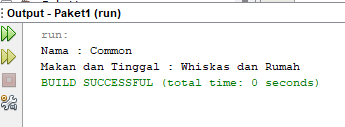 Output - Paket1 (run)
run:
Nama : Common
Makan dan Tinggal : Whiskas dan Rumah
BUILD SUCCESSFUL (total time: 0 seconds)